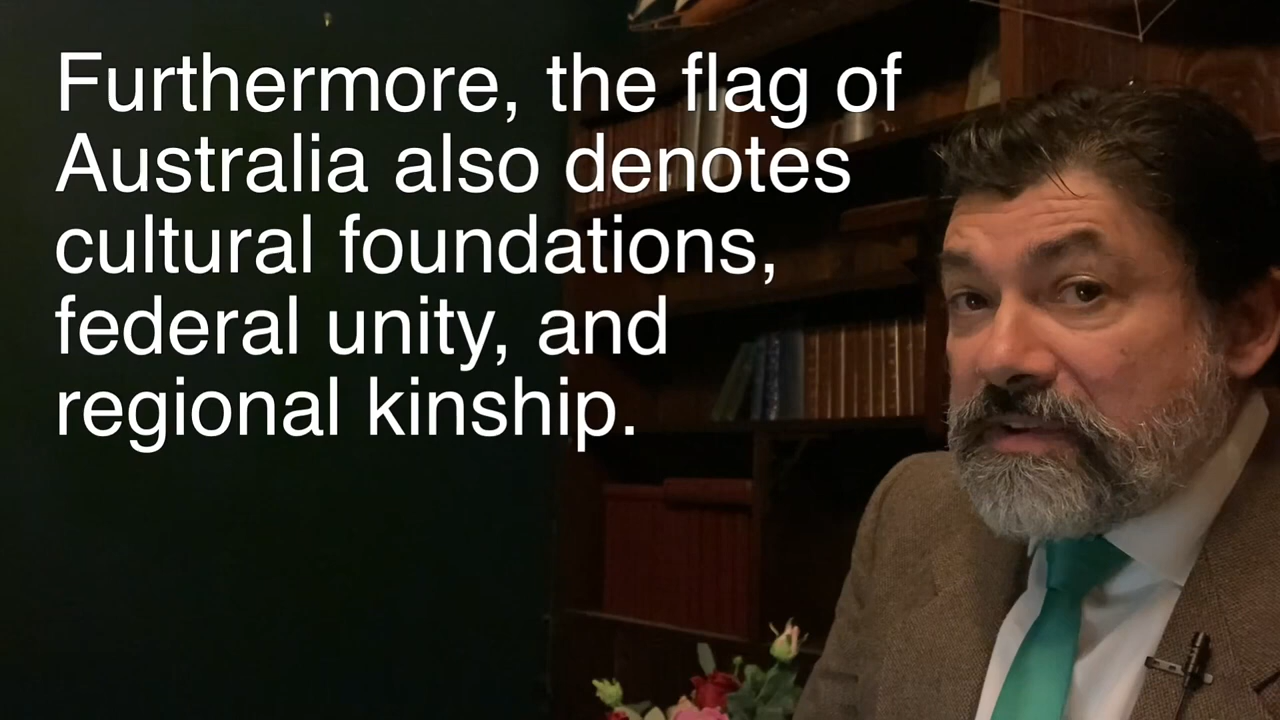 Furthermore, the flag of
Australia also denotes
cultural foundations,
federal unity, and
regional kinship.